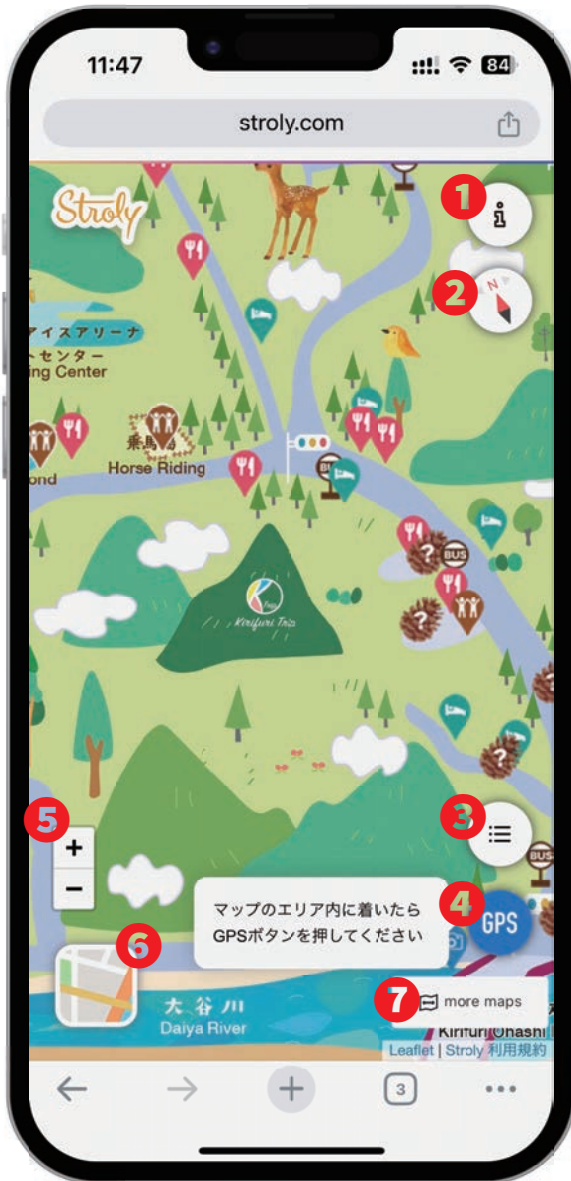 11:47
84
stroly.com
Stroly
1
i
2
N
アイスアリーナ
トセンター
ing Center
乗馬
ond
Horse Riding
BUS
?
Trip
Kirifuri Trip
?
?
?
5
+
−
3
BUS
マップのエリア内に着いたら
GPSボタンを押してください
4
GPS
6
7
more maps
大谷川
Daiya River
Kirifuri Ohashi
Leaflet | Stroly 利用規約
3